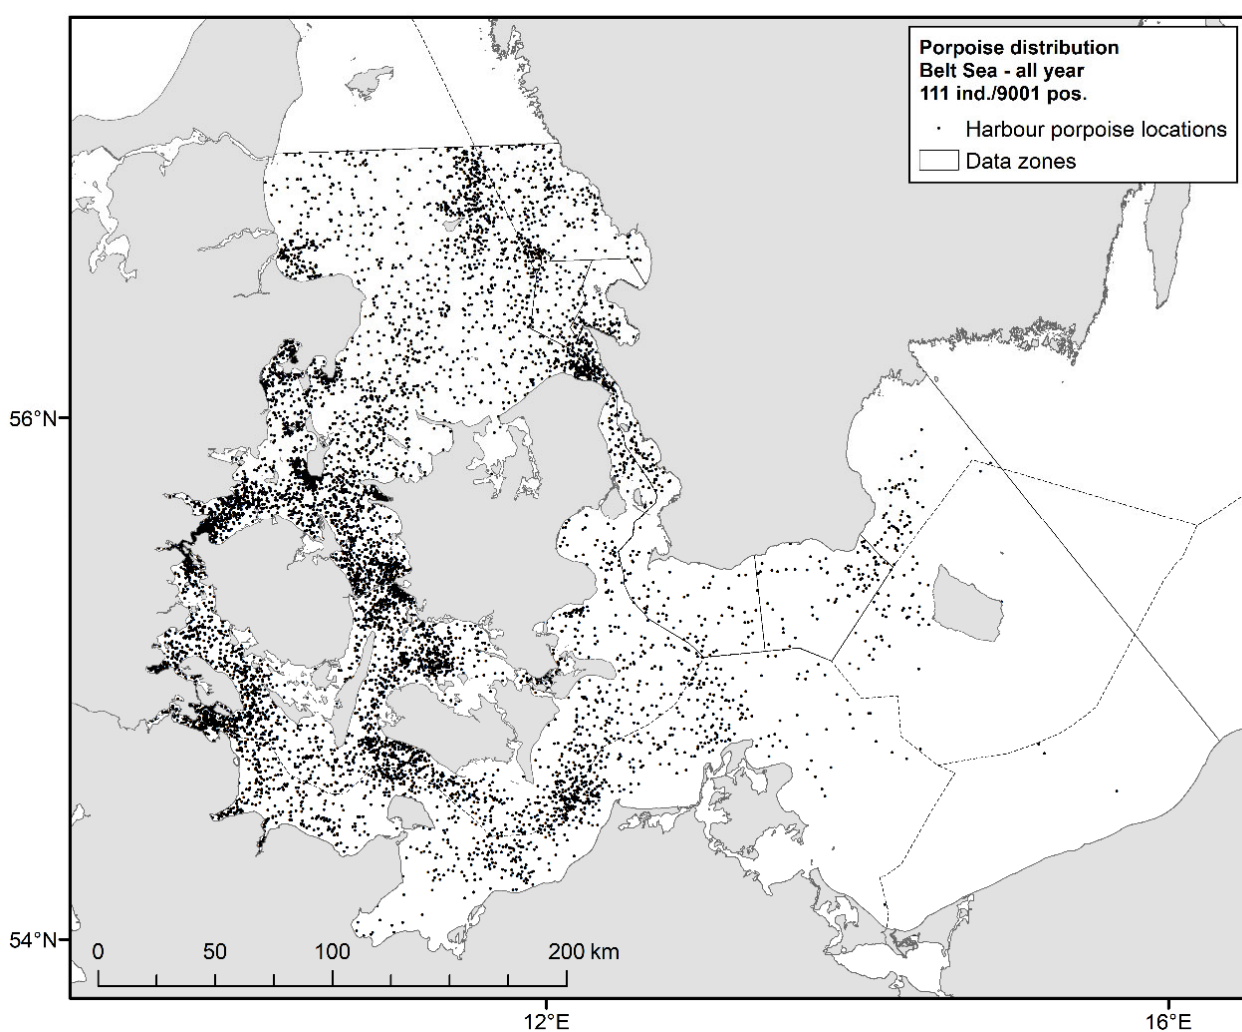 Porpoise distribution
Belt Sea - all year
111 ind./9001 pos.
Harbour porpoise locations
Data zones
56°N
54°N
0 50 100 200 km
12°E 16°E